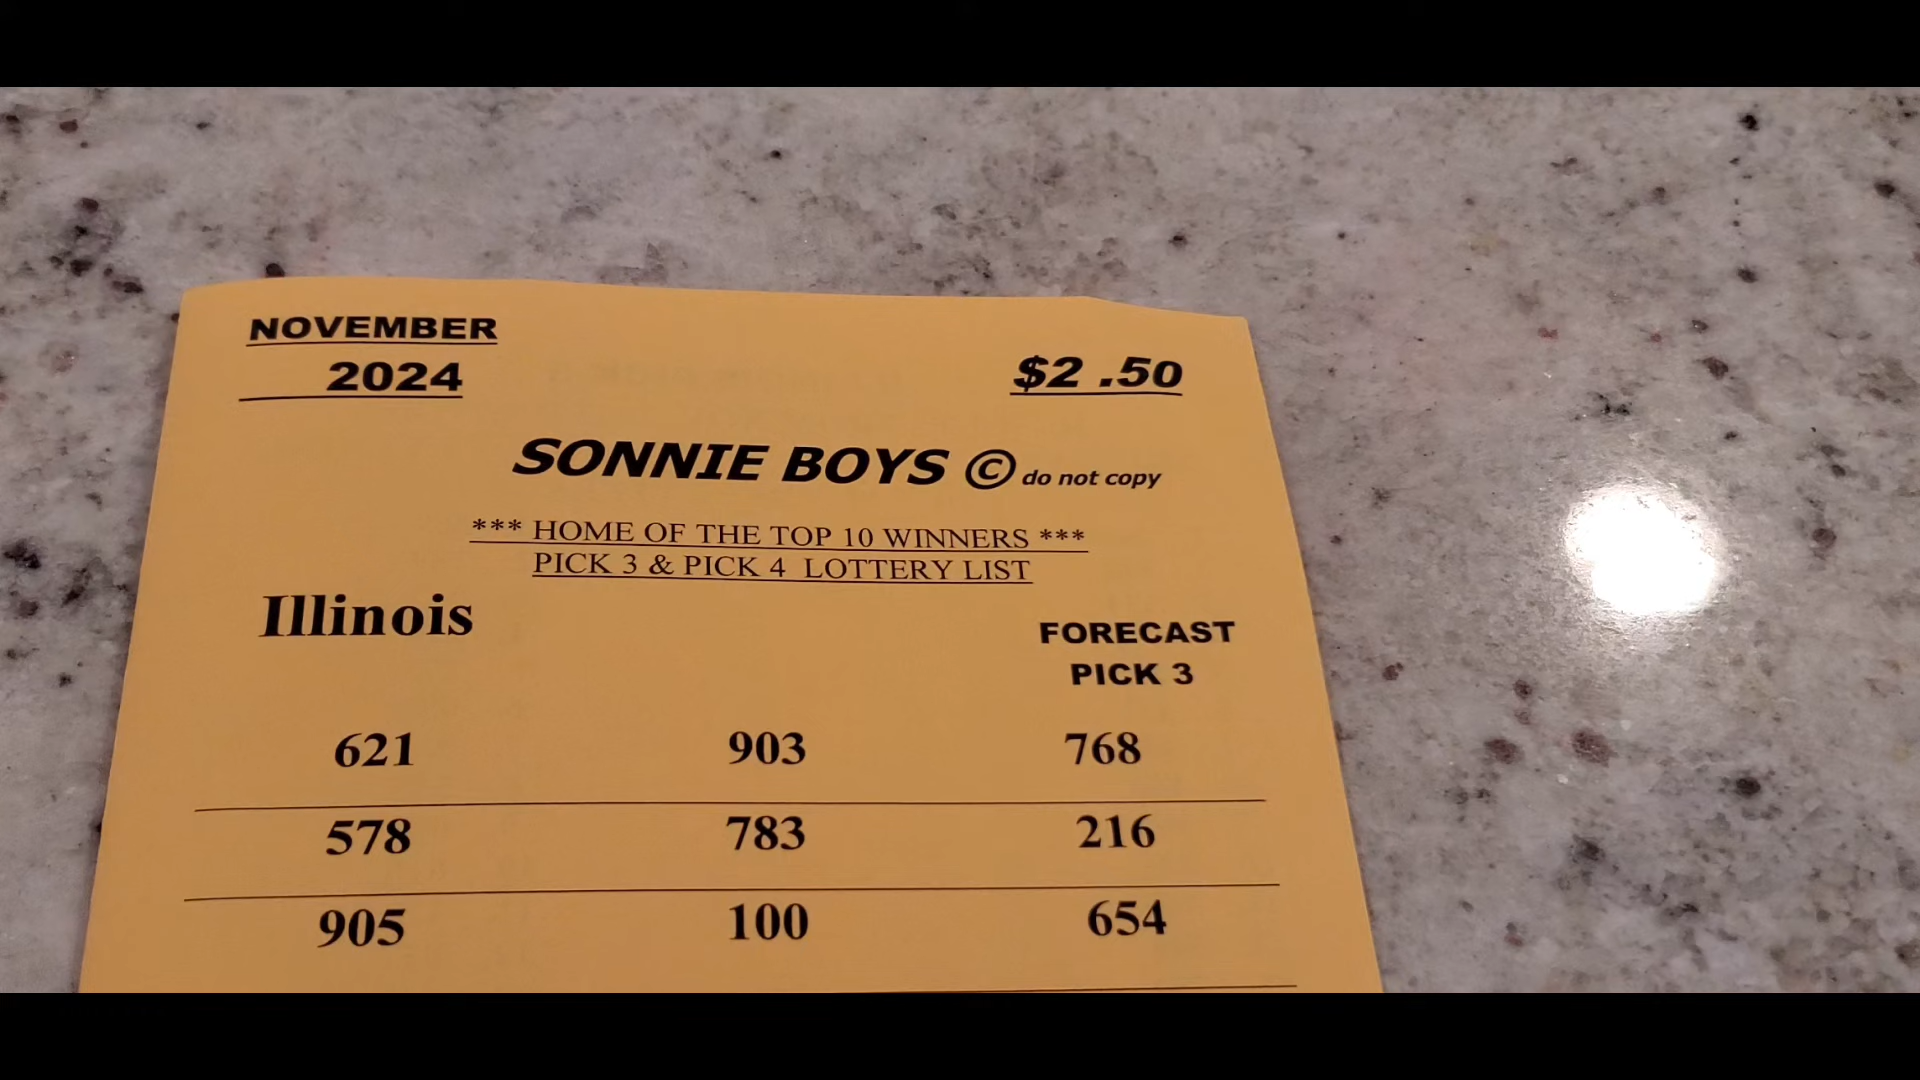 NOVEMBER
2024
$2 .50
SONNIE BOYS © do not copy
*** HOME OF THE TOP 10 WINNERS ***
PICK 3 & PICK 4 LOTTERY LIST
Illinois
FORECAST
PICK 3
621 903 768
578 783 216
905 100 654